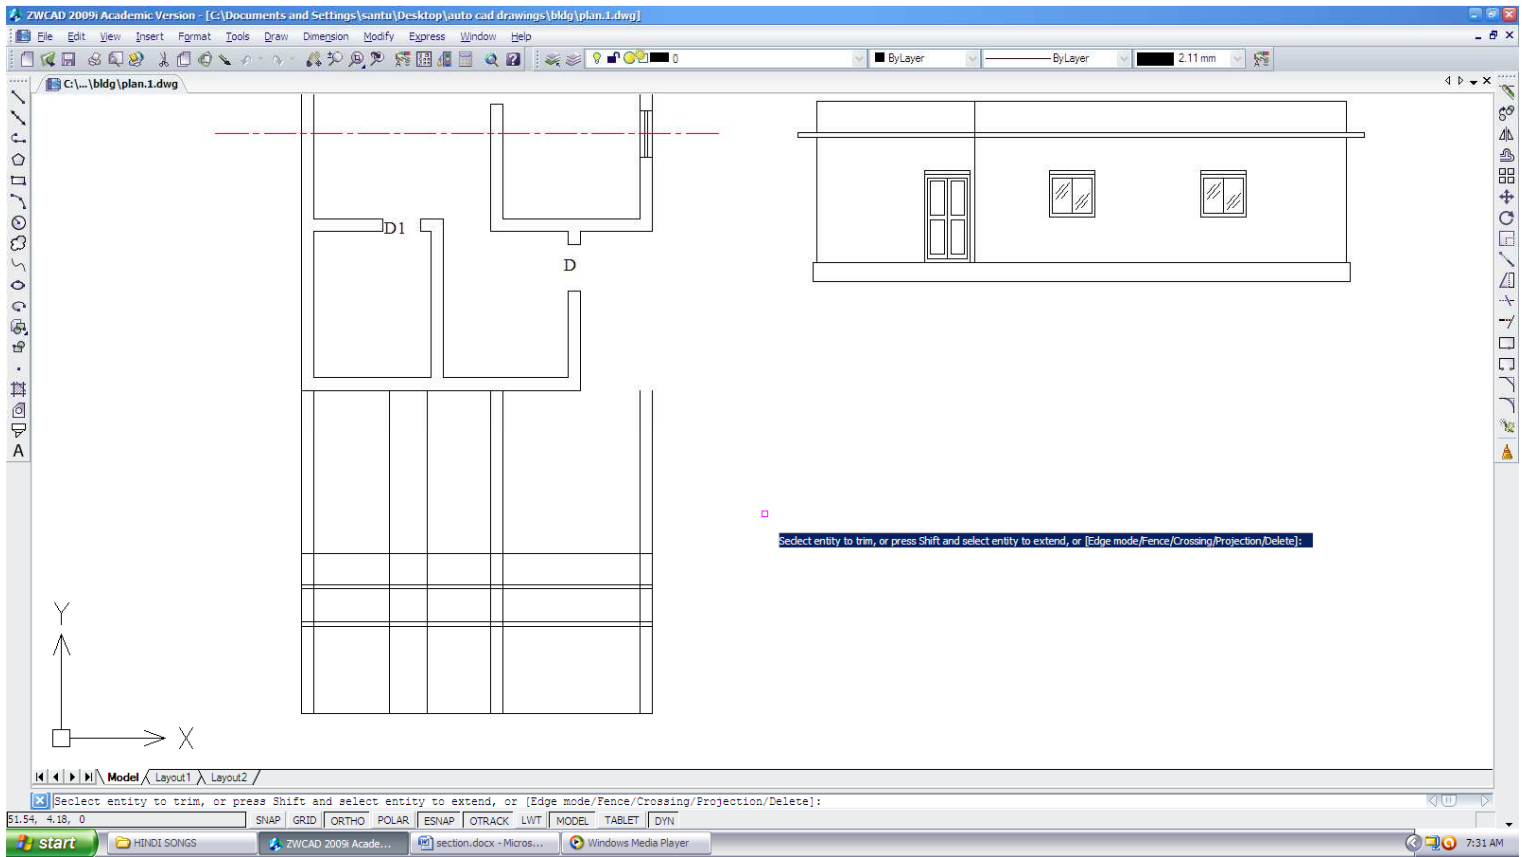 ZWCAD 2009i Academic Version - [C:\Documents and Settings\santu\Desktop\auto cad drawings\bldg\plan.1.dwg]
File Edit View Insert Format Tools Draw Dimension Modify Express Window Help
0 ByLayer ByLayer 2.11 mm
C:\...\bldg\plan.1.dwg
D1
D
Seclect entity to trim, or press Shift and select entity to extend, or [Edge mode/Fence/Crossing/Projection/Delete]:
A
Y
X
Model Layout1 Layout2
Seclect entity to trim, or press Shift and select entity to extend, or [Edge mode/Fence/Crossing/Projection/Delete]:
51.54, 4.18, 0 SNAP GRID ORTHO POLAR ESNAP OTRACK LWT MODEL TABLET DYN
start HINDI SONGS ZWCAD 2009i Acade... section.docx - Micros... Windows Media Player 7:31 AM